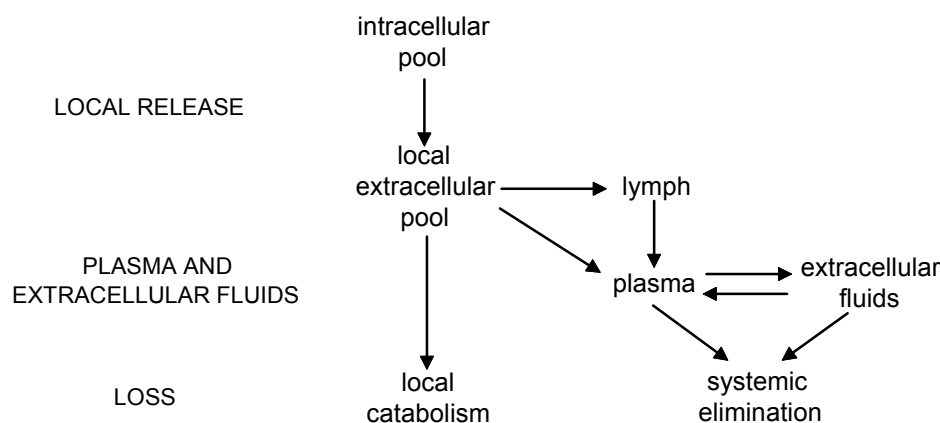 intracellular
pool
LOCAL RELEASE
local
extracellular
pool
lymph
PLASMA AND
EXTRACELLULAR FLUIDS
plasma
extracellular
fluids
LOSS
local
catabolism
systemic
elimination